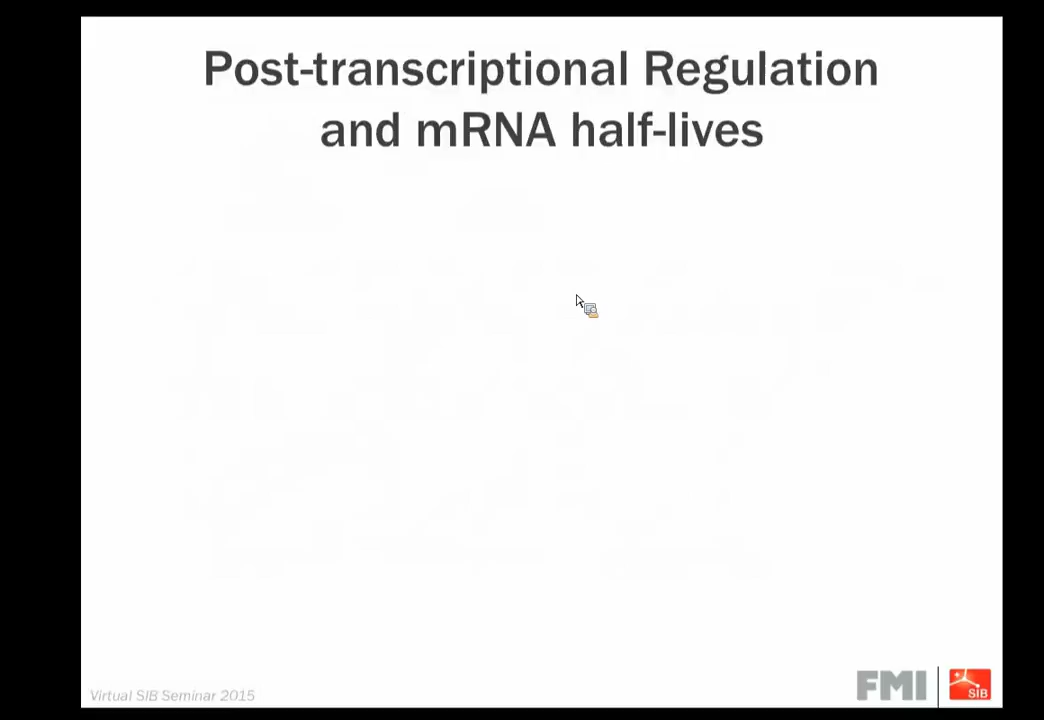 Post-transcriptional Regulation
and mRNA half-lives
Virtual SIB Seminar 2015
FMI
SIB